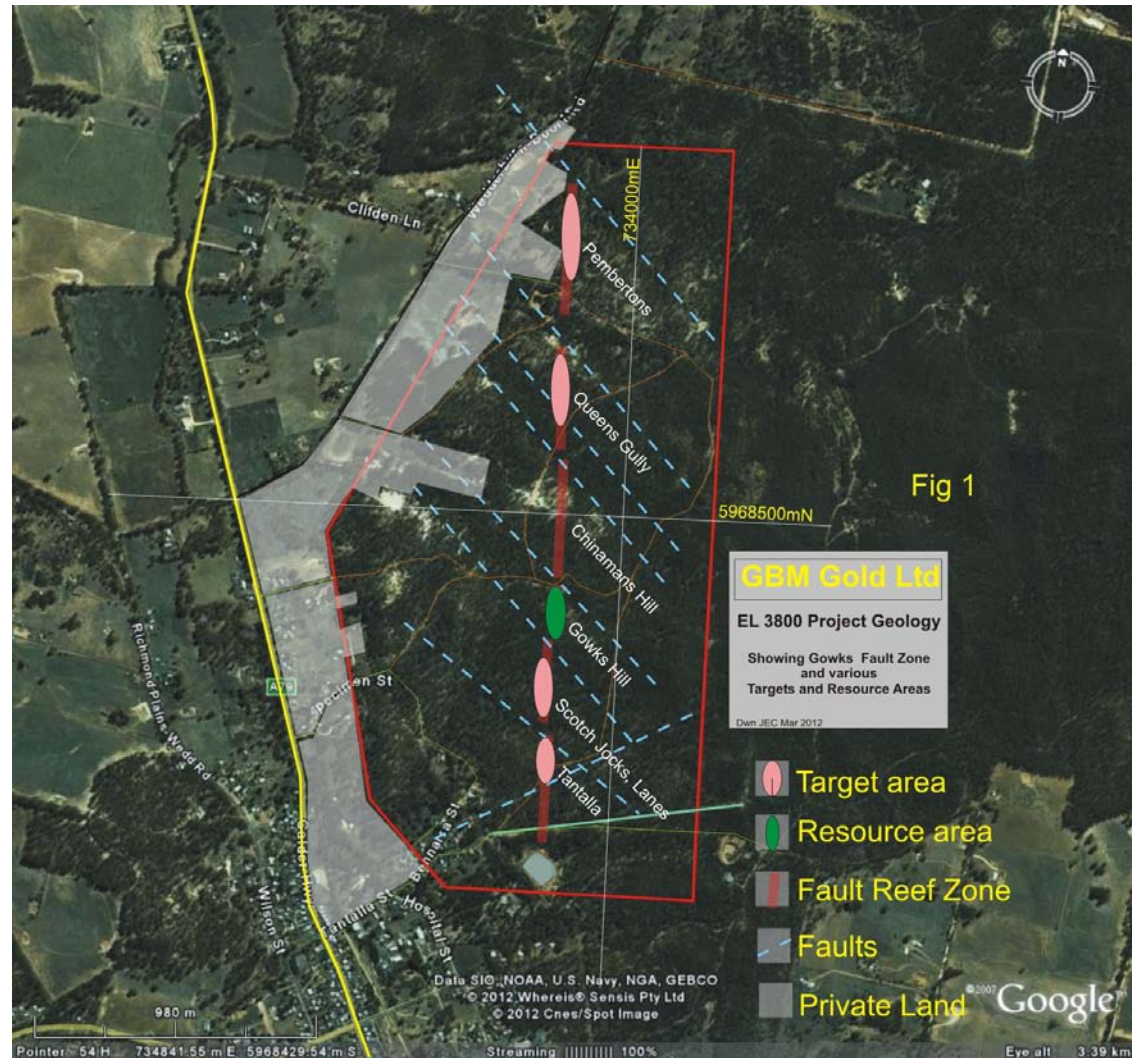 N
Clifden Ln
734000mE
Pembertons
Queens Gully
Fig 1
5968500mN
Chinamans Hill
GBM Gold Ltd
EL 3800 Project Geology
Showing Gowks Fault Zone
and various
Targets and Resource Areas
Dwn JEC Mar 2012
Gowks Hill
Richmond Plains-Wedd Rd
A79
Specimen St
Scotch Jocks, Lanes
Tantalla
Target area
Resource area
Fault Reef Zone
Faults
Private Land
Calder Hwy
Bennama St
Wilson St
Tantalla St
Hospital St
Data SIO, NOAA, U.S. Navy, NGA, GEBCO
© 2012 Whereis® Sensis Pty Ltd
© 2012 Cnes/Spot Image
©2007 Google™
980 m
Pointer 54 H 734841.55 m E 5968429.54 m S Streaming |||||||||| 100% Eye alt 3.39 km